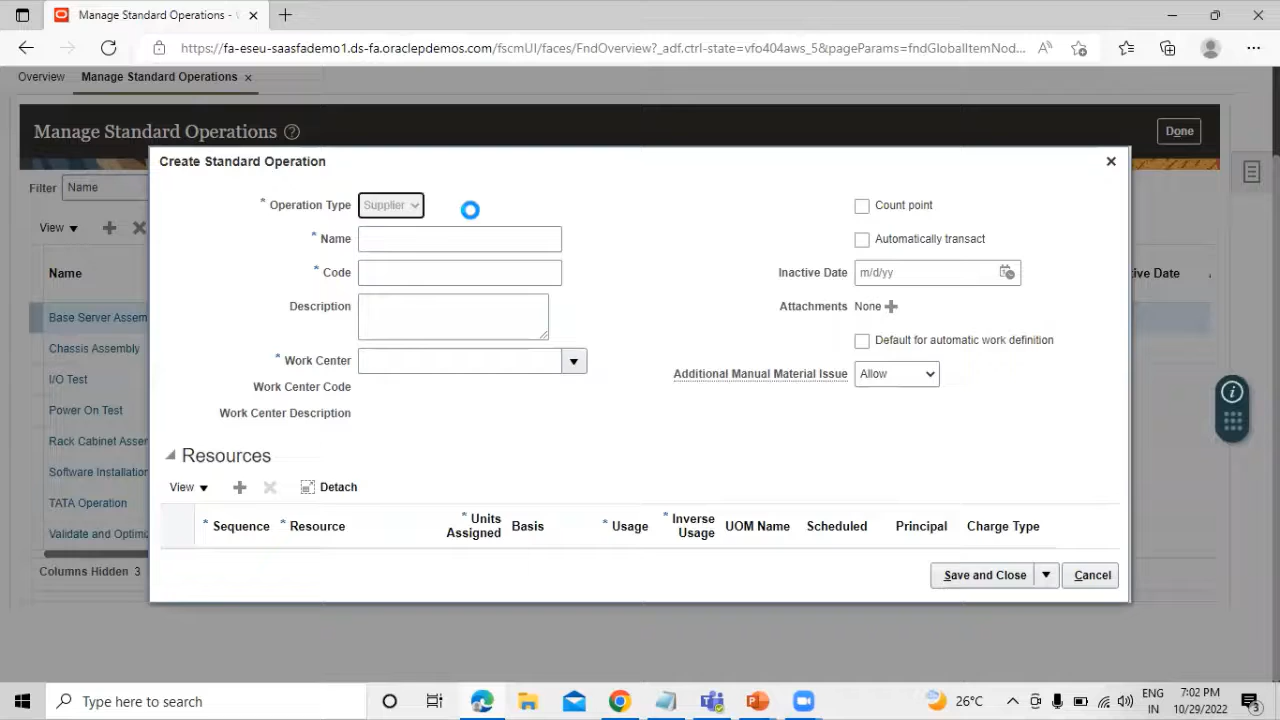 Manage Standard Operations - 
https://fa-eseu-saasfademo1.ds-fa.oraclepdemos.com/fscmUI/faces/FndOverview?_adf.ctrl-state=vfo404aws_5&pageParams=fndGlobalItemNod...
Overview
Manage Standard Operations
Manage Standard Operations
Done
Create Standard Operation
Filter
Name
* Operation Type
Supplier
Count point
View
* Name
Automatically transact
* Code
Inactive Date
m/d/yy
Name
ive Date
Description
Attachments
None
Base Server Assem
Chassis Assembly
Default for automatic work definition
* Work Center
Work Center Code
Additional Manual Material Issue
Allow
I/O Test
Work Center Description
Power On Test
Rack Cabinet Asser
Resources
Software Installation
View
Detach
TATA Operation
* Sequence
* Resource
* Units Assigned
Basis
* Usage
* Inverse Usage
UOM Name
Scheduled
Principal
Charge Type
Validate and Optimi
Columns Hidden 3
Save and Close
Cancel
Type here to search
26°C
ENG
IN
7:02 PM
10/29/2022
3